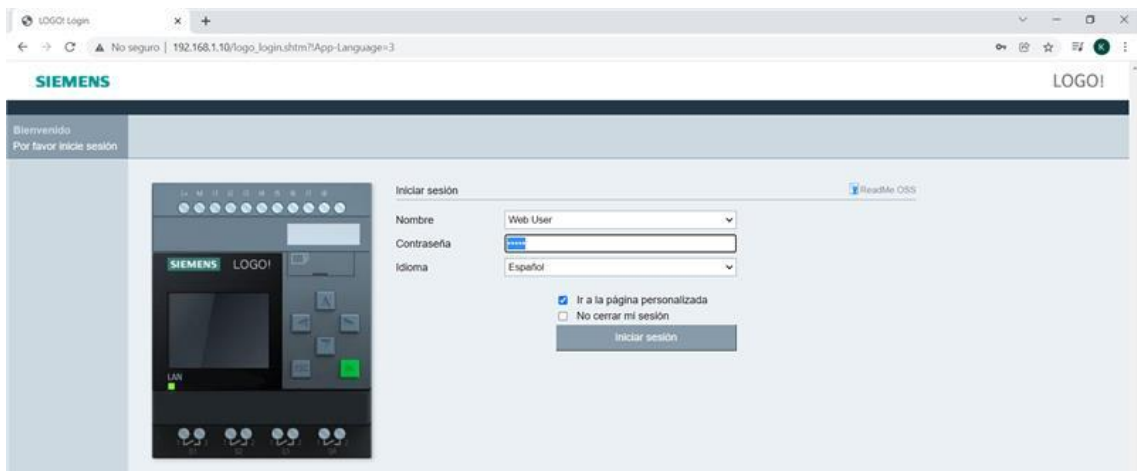 LOGO! Login
No seguro | 192.168.1.10/logo_login.shtm?!App-Language=3
K
SIEMENS
LOGO!
Bienvenido
Por favor inicie sesión
Iniciar sesión
ReadMe OSS
Nombre
Web User
Contraseña
Idioma
Español
Ir a la página personalizada
No cerrar mi sesión
Iniciar sesión
SIEMENS LOGO!
ESC
LAN